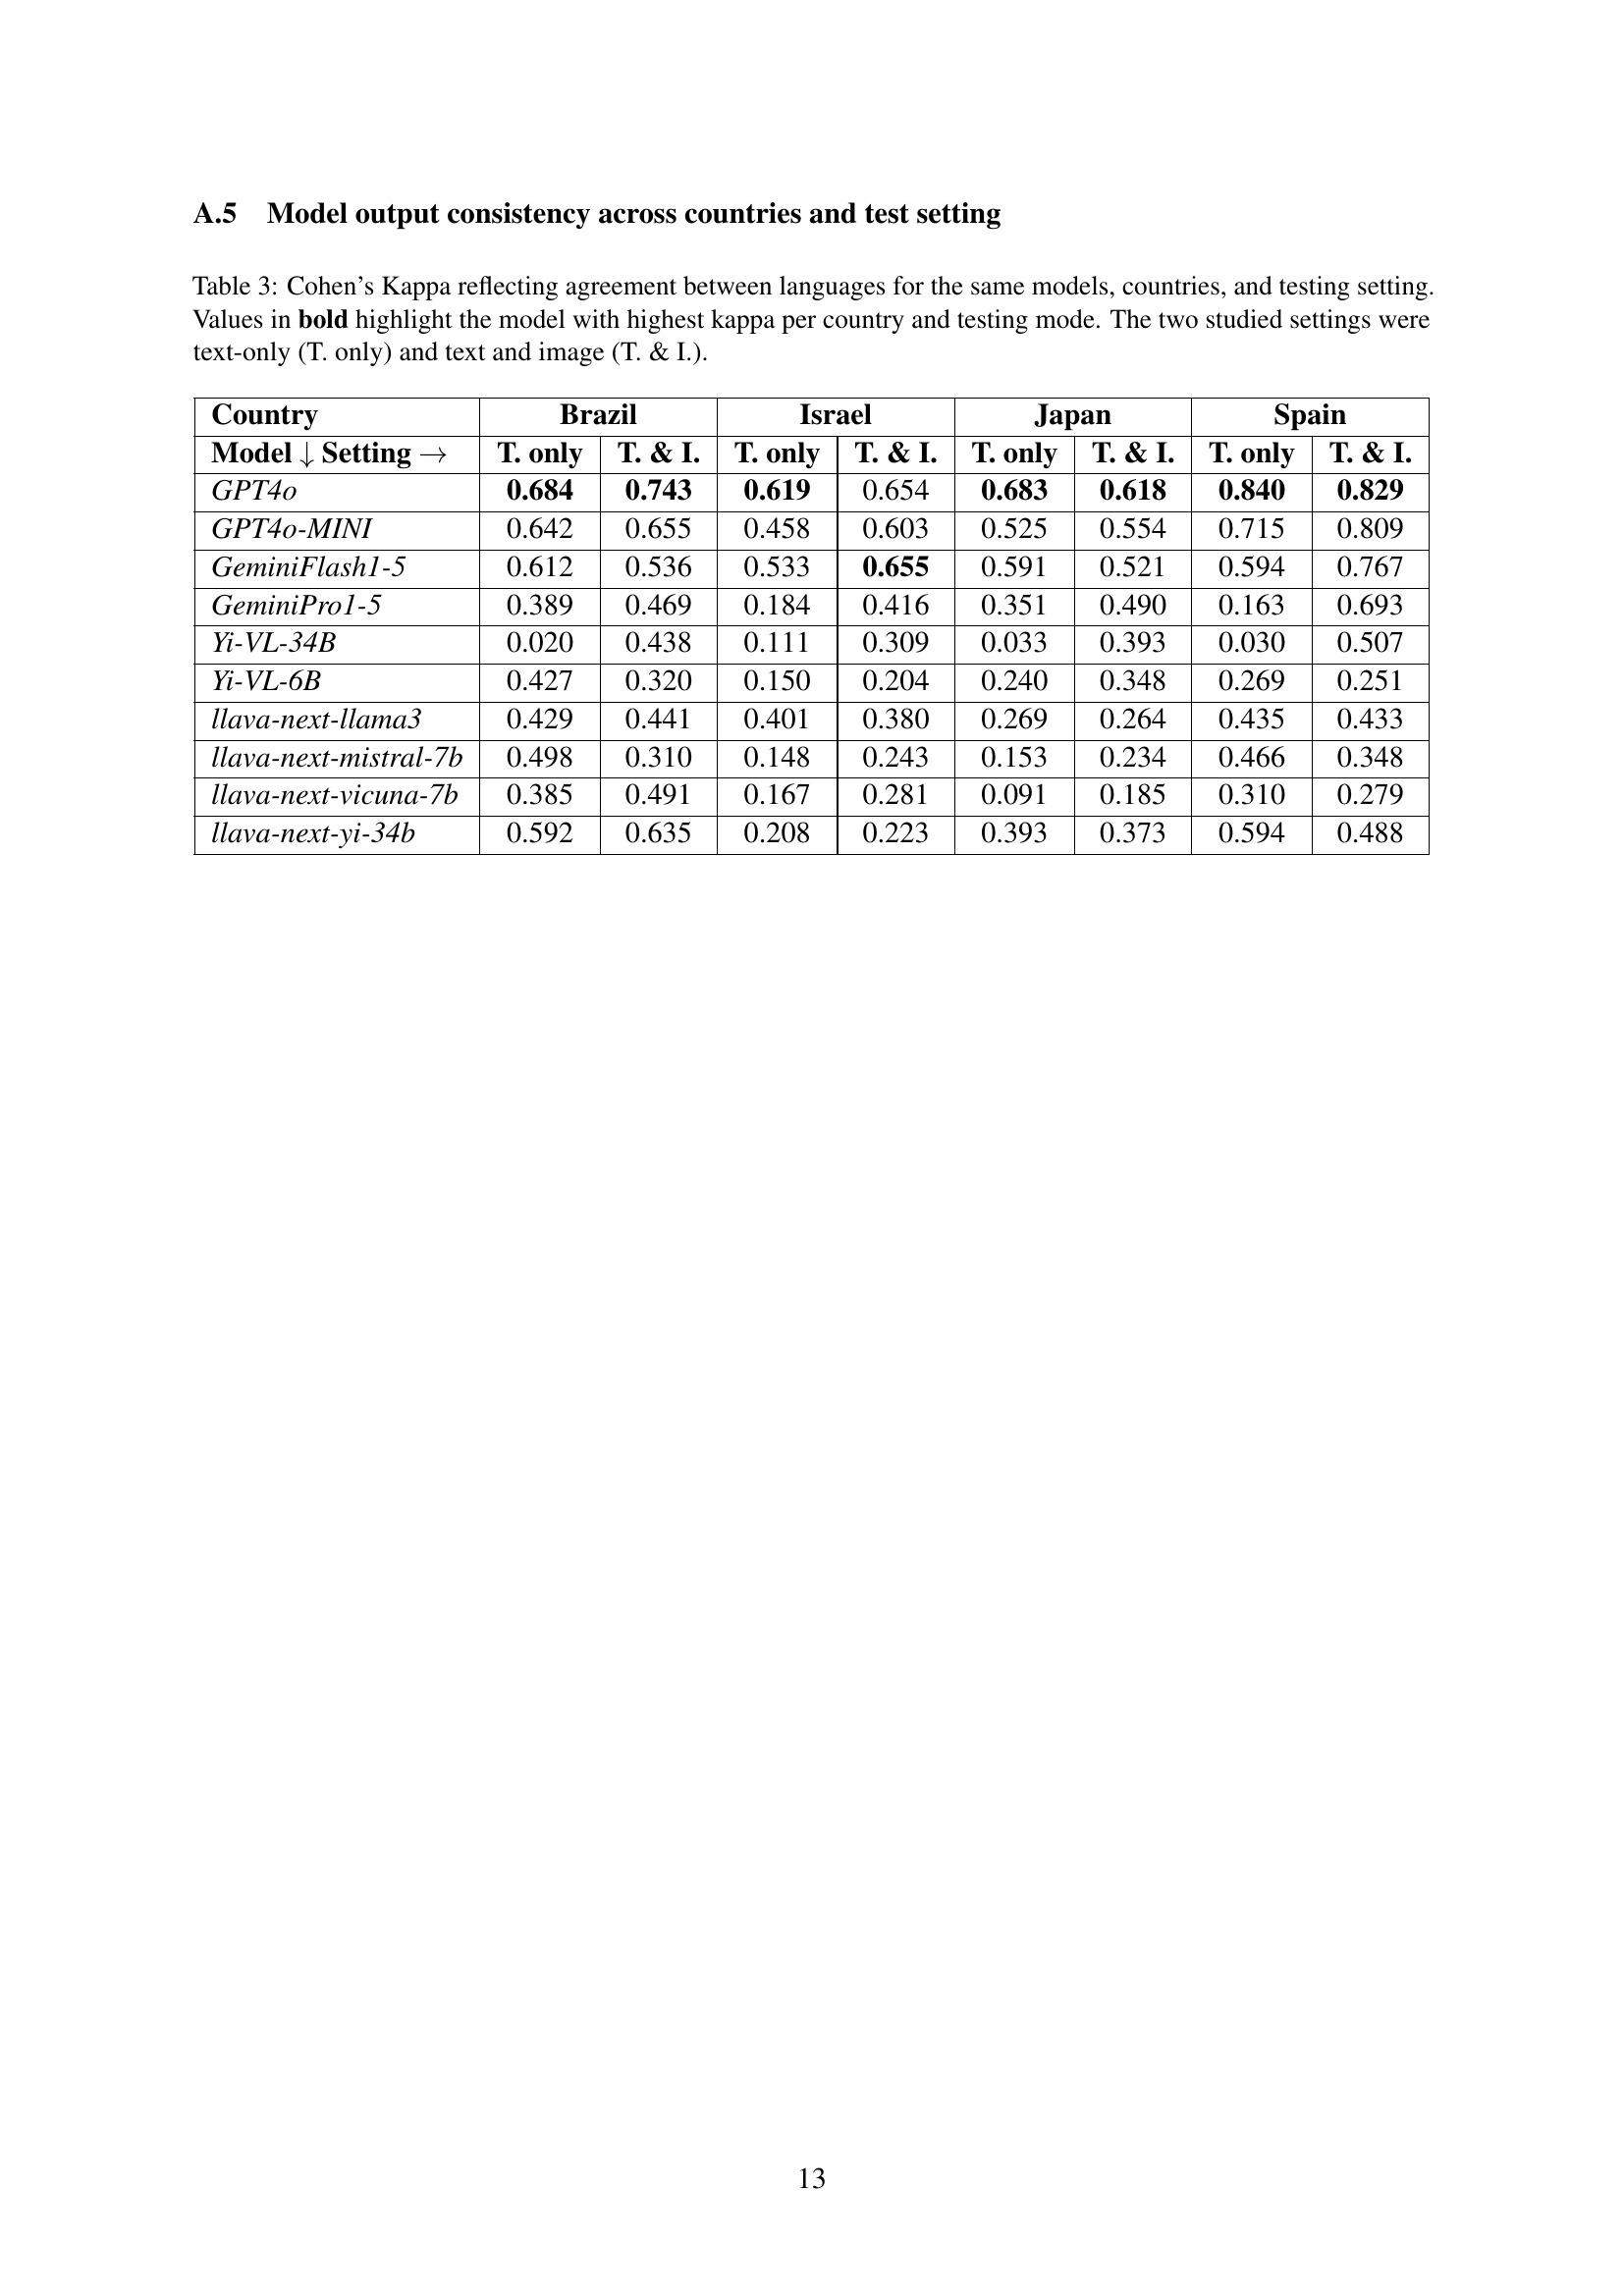 A.5 Model output consistency across countries and test setting
Table 3: Cohen's Kappa reflecting agreement between languages for the same models, countries, and testing setting.
Values in bold highlight the model with highest kappa per country and testing mode. The two studied settings were
text-only (T. only) and text and image (T. & I.).
Country Brazil Israel Japan Spain
Model ↓ Setting → T. only T. & I. T. only T. & I. T. only T. & I. T. only T. & I.
GPT4o 0.684 0.743 0.619 0.654 0.683 0.618 0.840 0.829
GPT4o-MINI 0.642 0.655 0.458 0.603 0.525 0.554 0.715 0.809
GeminiFlash1-5 0.612 0.536 0.533 0.655 0.591 0.521 0.594 0.767
GeminiPro1-5 0.389 0.469 0.184 0.416 0.351 0.490 0.163 0.693
Yi-VL-34B 0.020 0.438 0.111 0.309 0.033 0.393 0.030 0.507
Yi-VL-6B 0.427 0.320 0.150 0.204 0.240 0.348 0.269 0.251
llava-next-llama3 0.429 0.441 0.401 0.380 0.269 0.264 0.435 0.433
llava-next-mistral-7b 0.498 0.310 0.148 0.243 0.153 0.234 0.466 0.348
llava-next-vicuna-7b 0.385 0.491 0.167 0.281 0.091 0.185 0.310 0.279
llava-next-yi-34b 0.592 0.635 0.208 0.223 0.393 0.373 0.594 0.488
13